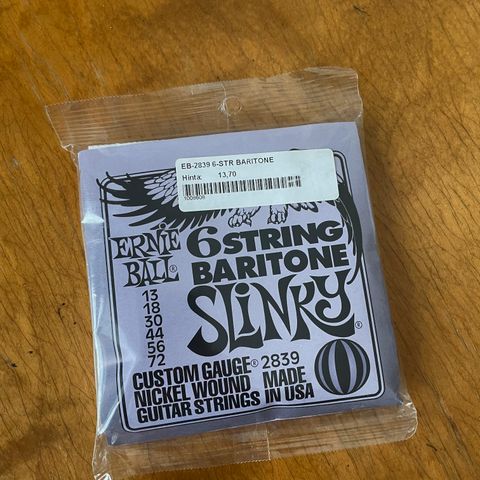 EB-2839 6-STR BARITONE
Hinta: 13,70
1009608
ERNIE
BALL®
6 STRING
BARITONE
SLINKY®
13
18
30
44
56
72
CUSTOM GAUGE® 2839
NICKEL WOUND MADE
GUITAR STRINGS IN USA